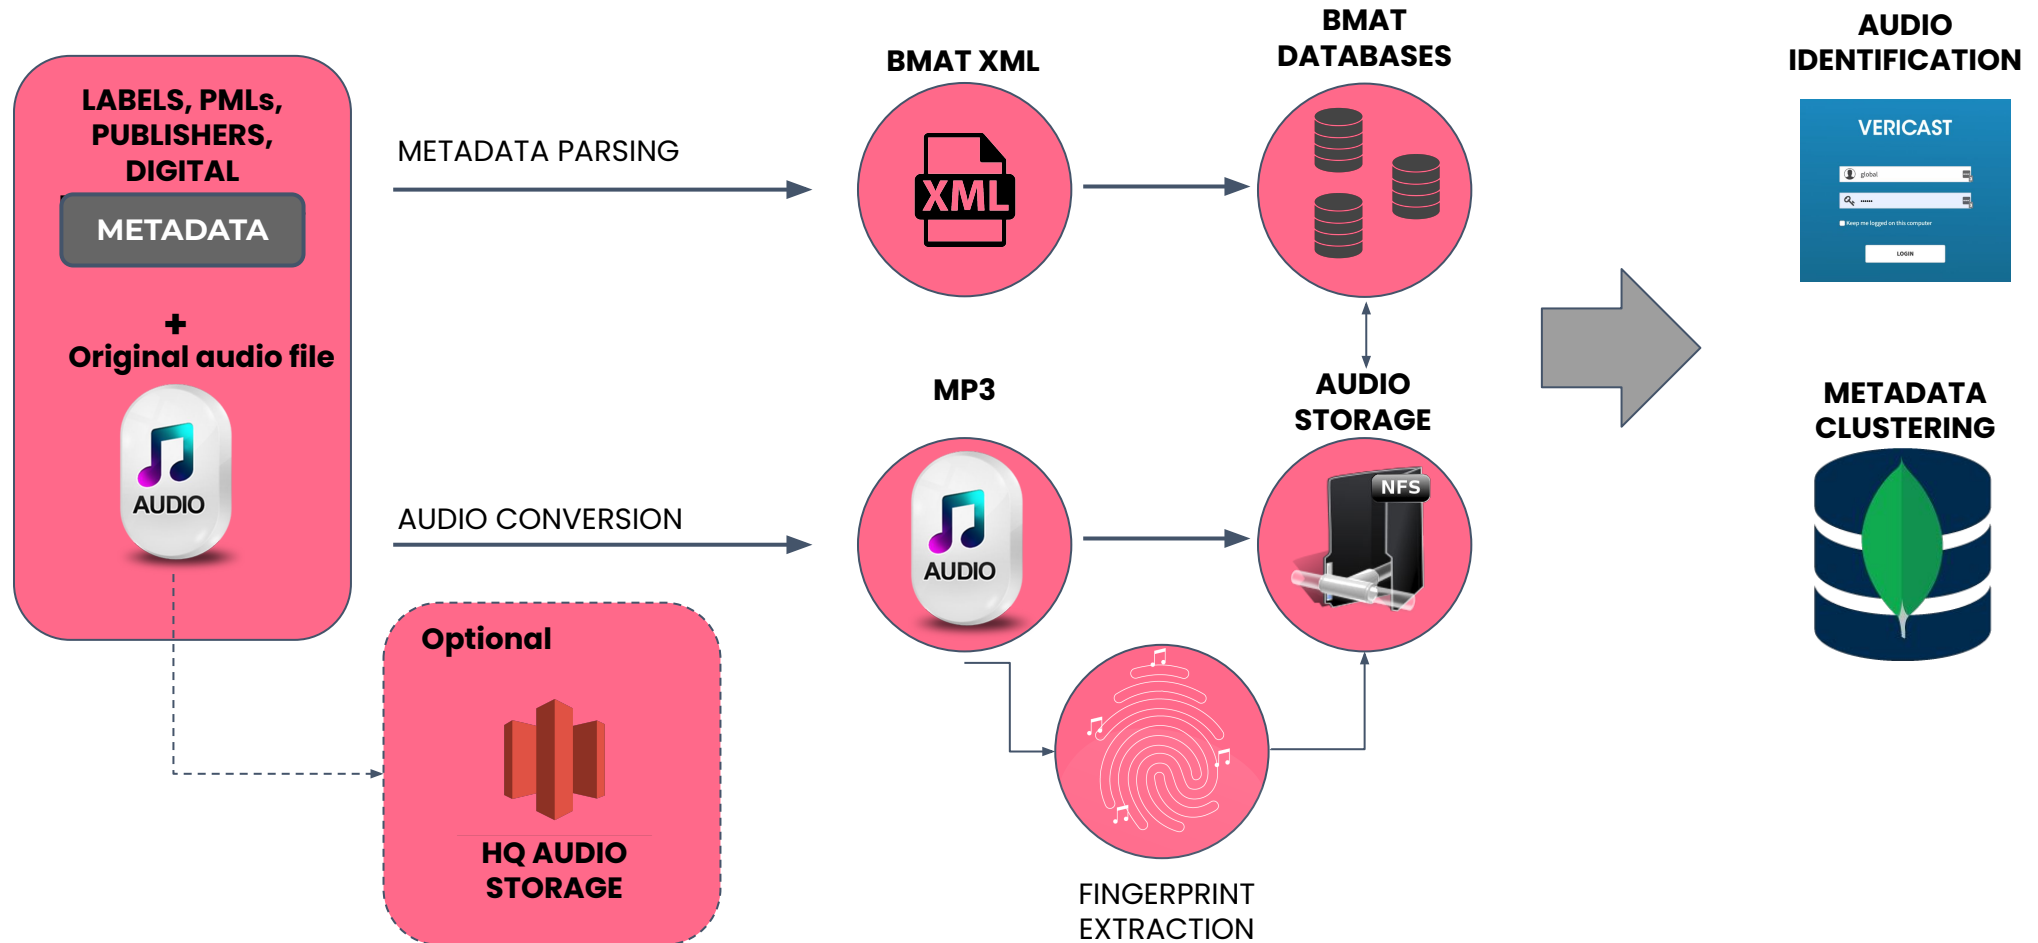 LABELS, PMLs,
PUBLISHERS,
DIGITAL
METADATA
+
Original audio file
AUDIO
METADATA PARSING
AUDIO CONVERSION
Optional
HQ AUDIO
STORAGE
BMAT XML
XML
BMAT
DATABASES
MP3
AUDIO
AUDIO
STORAGE
NFS
FINGERPRINT
EXTRACTION
AUDIO
IDENTIFICATION
VERICAST
global
••••••
Keep me logged on this computer
LOGIN
METADATA
CLUSTERING